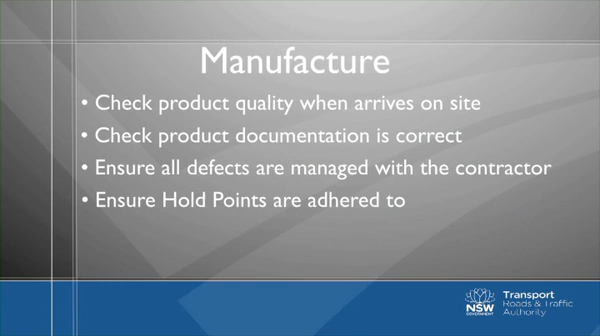 Manufacture
• Check product quality when arrives on site
• Check product documentation is correct
• Ensure all defects are managed with the contractor
• Ensure Hold Points are adhered to
Transport
Roads & Traffic
Authority
NSW
GOVERNMENT